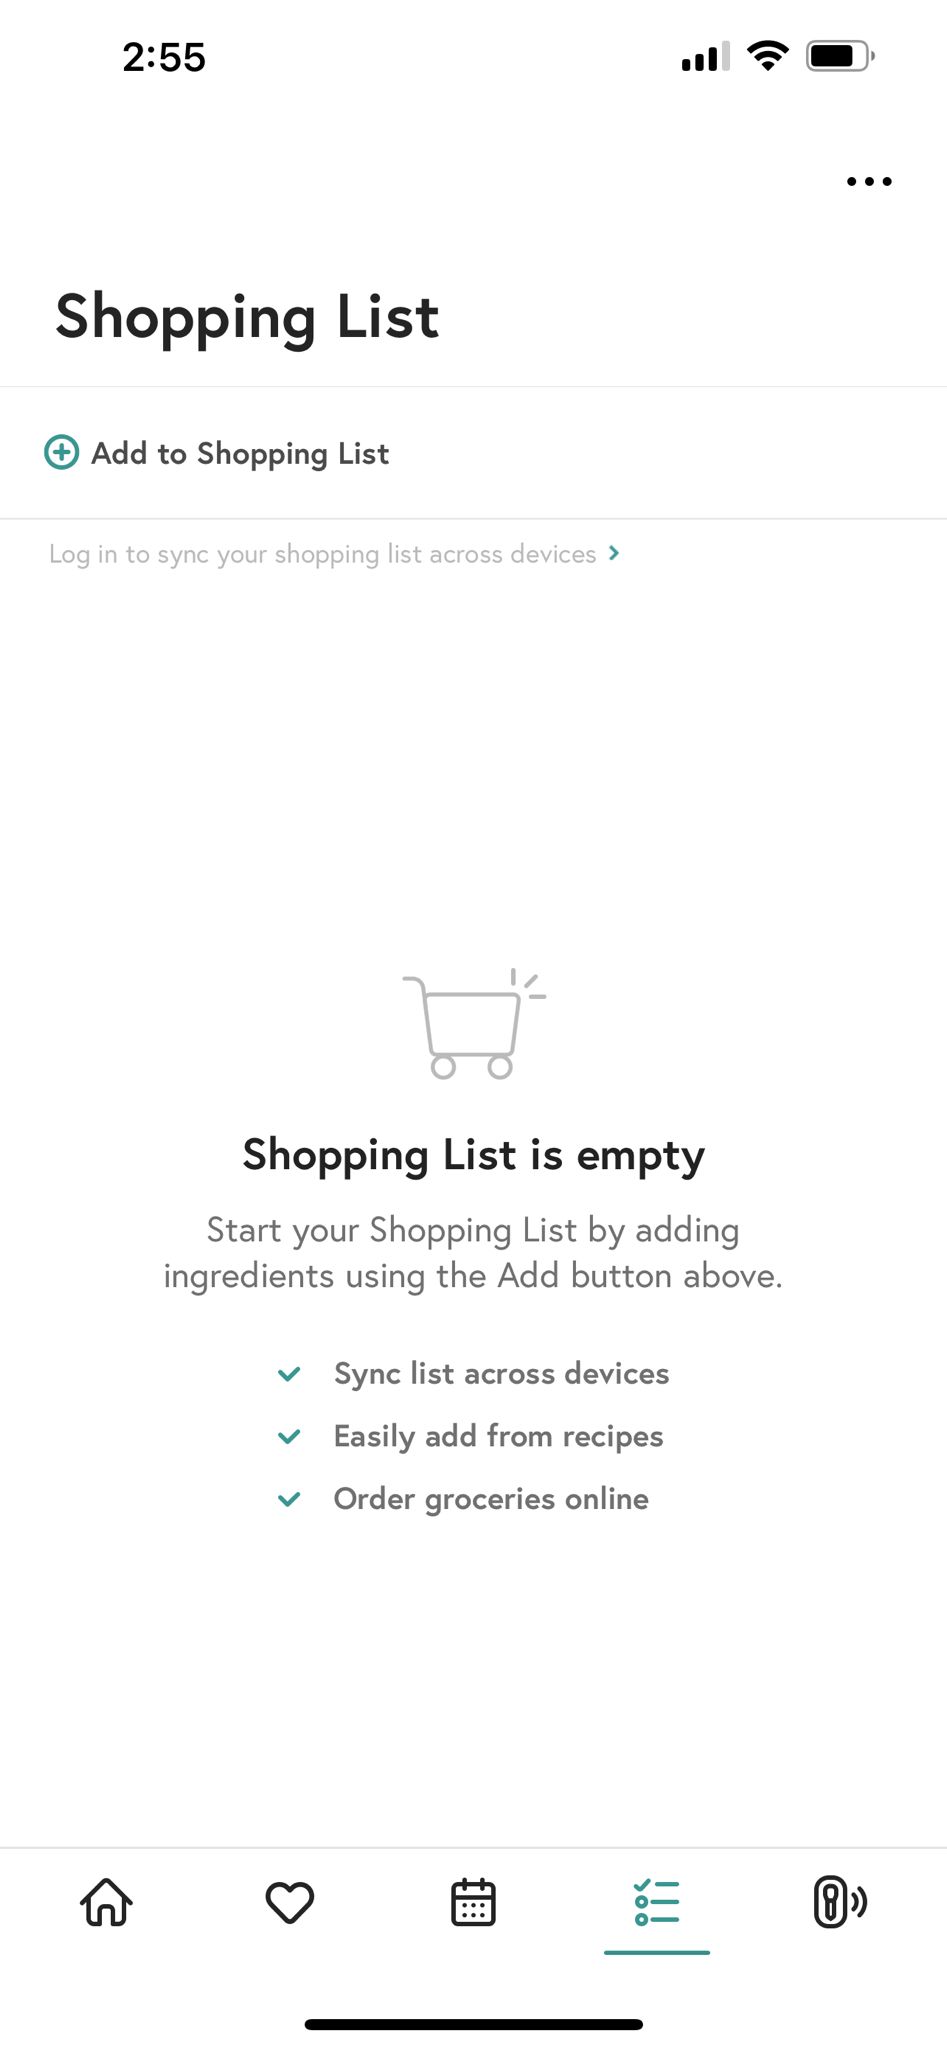 2:55
Shopping List
Add to Shopping List
Log in to sync your shopping list across devices
Shopping List is empty
Start your Shopping List by adding
ingredients using the Add button above.
Sync list across devices
Easily add from recipes
Order groceries online